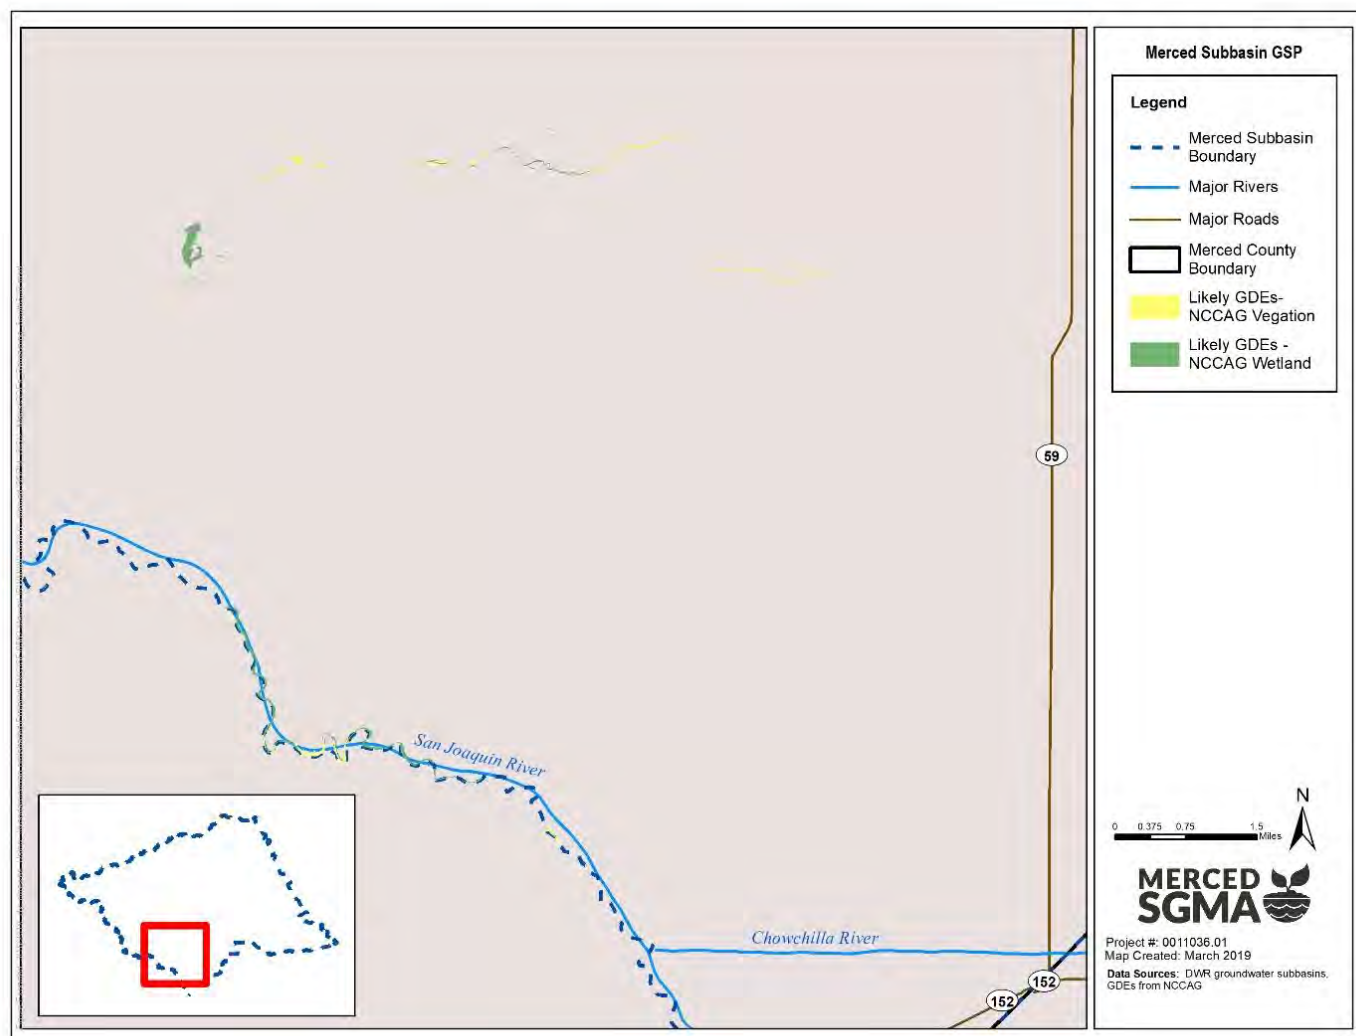 Merced Subbasin GSP
Legend
Merced Subbasin
Boundary
Major Rivers
Major Roads
Merced County
Boundary
Likely GDEs-
NCCAG Vegation
Likely GDEs -
NCCAG Wetland
59
San Joaquin River
Chowchilla River
152
152
N
0 0.375 0.75 1.5
Miles
MERCED
SGMA
Project #: 0011036.01
Map Created: March 2019
Data Sources: DWR groundwater subbasins,
GDEs from NCCAG